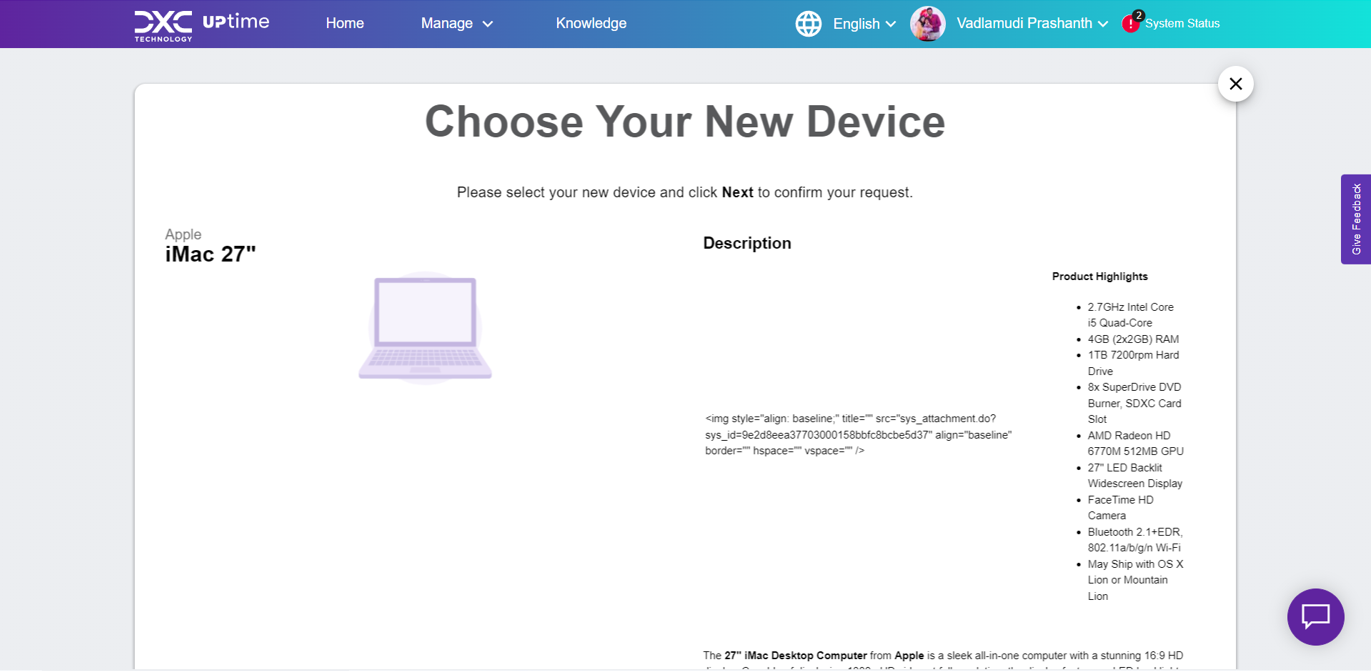 DXC TECHNOLOGY UPtime
Home
Manage
Knowledge
English
Vadlamudi Prashanth
! 2 System Status
Choose Your New Device
Please select your new device and click Next to confirm your request.
Give Feedback
Apple
iMac 27"
Description
Product Highlights
• 2.7GHz Intel Core
i5 Quad-Core
• 4GB (2x2GB) RAM
• 1TB 7200rpm Hard
Drive
• 8x SuperDrive DVD
Burner, SDXC Card
Slot
• AMD Radeon HD
6770M 512MB GPU
• 27" LED Backlit
Widescreen Display
• FaceTime HD
Camera
• Bluetooth 2.1+EDR,
802.11a/b/g/n Wi-Fi
• May Ship with OS X
Lion or Mountain
Lion
<img style="align: baseline;" title="" src="sys_attachment.do?
sys_id=9e2d8eea37703000158bbfc8bcbe5d37" align="baseline"
border="" hspace="" vspace="" />
The 27" iMac Desktop Computer from Apple is a sleek all-in-one computer with a stunning 16:9 HD